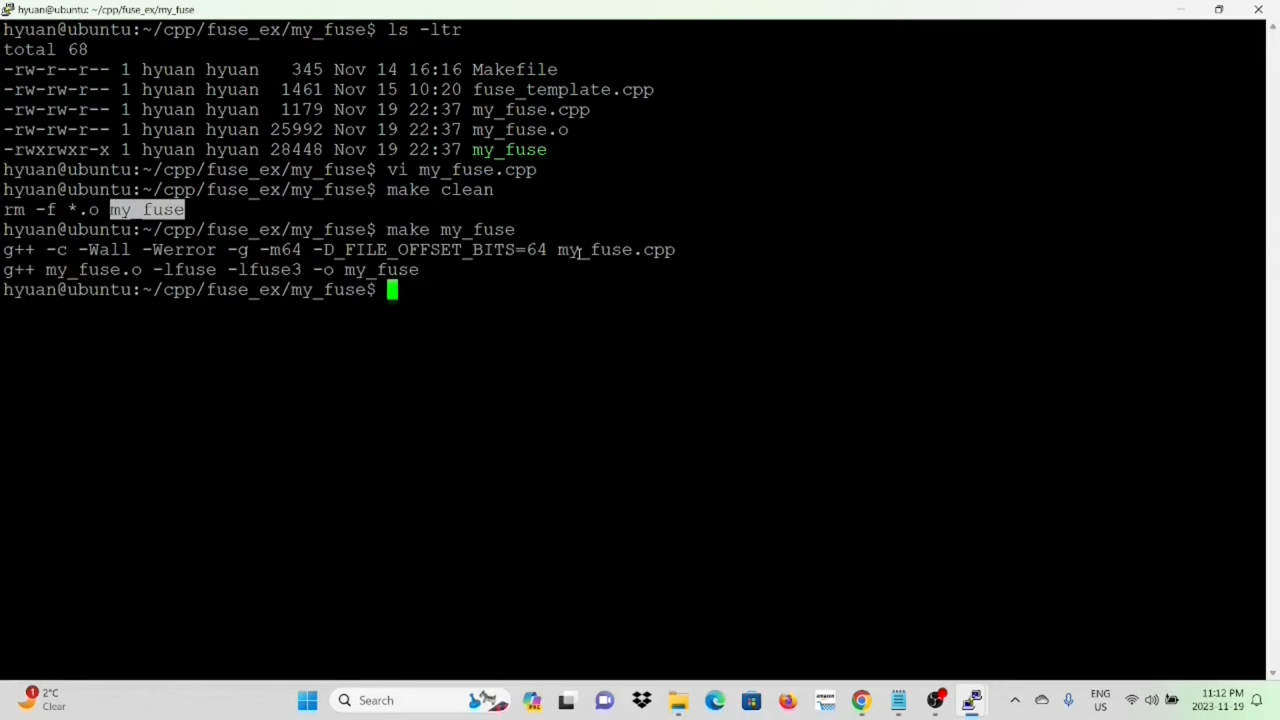 hyuan@ubuntu: ~/cpp/fuse_ex/my_fuse
hyuan@ubuntu:~/cpp/fuse_ex/my_fuse$ ls -ltr
total 68
-rw-r--r-- 1 hyuan hyuan   345 Nov 14 16:16 Makefile
-rw-rw-r-- 1 hyuan hyuan  1461 Nov 15 10:20 fuse_template.cpp
-rw-rw-r-- 1 hyuan hyuan  1179 Nov 19 22:37 my_fuse.cpp
-rw-rw-r-- 1 hyuan hyuan 25992 Nov 19 22:37 my_fuse.o
-rwxrwxr-x 1 hyuan hyuan 28448 Nov 19 22:37 my_fuse
hyuan@ubuntu:~/cpp/fuse_ex/my_fuse$ vi my_fuse.cpp
hyuan@ubuntu:~/cpp/fuse_ex/my_fuse$ make clean
rm -f *.o my_fuse
hyuan@ubuntu:~/cpp/fuse_ex/my_fuse$ make my_fuse
g++ -c -Wall -Werror -g -m64 -D_FILE_OFFSET_BITS=64 my_fuse.cpp
g++ my_fuse.o -lfuse -lfuse3 -o my_fuse
hyuan@ubuntu:~/cpp/fuse_ex/my_fuse$
1
2°C
Clear
Search
amazon
ENG
US
11:12 PM
2023-11-19